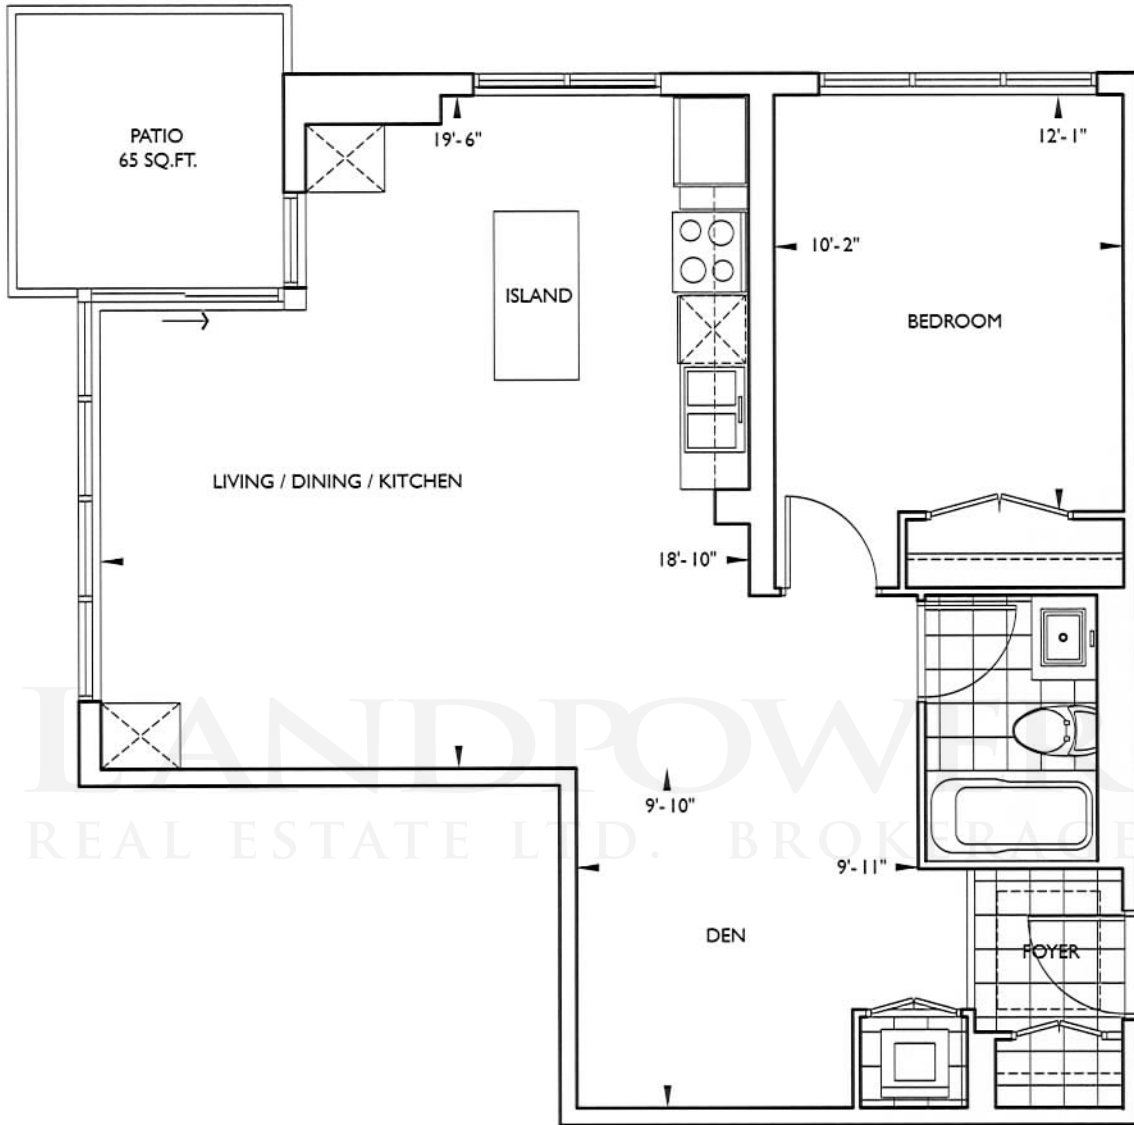 PATIO
65 SQ.FT.
19'-6"
12'-1"
10'-2"
ISLAND
BEDROOM
LIVING / DINING / KITCHEN
18'-10"
LANDPOWER
REAL ESTATE LTD. BROKERAGE
9'-10"
9'-11"
DEN
FOYER